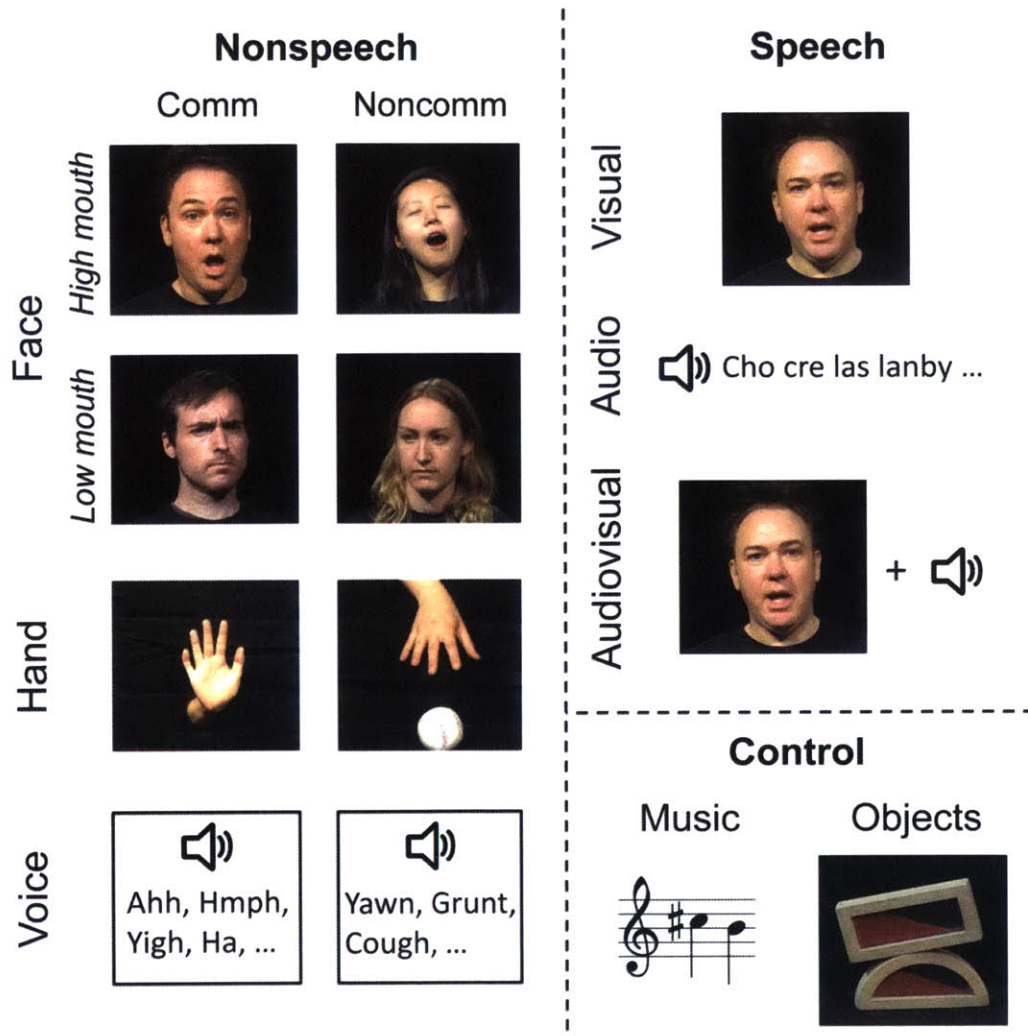 Nonspeech
Comm
Noncomm
Face
High mouth
Low mouth
Hand
Voice
Ahh, Hmph,
Yigh, Ha, ...
Yawn, Grunt,
Cough, ...
Speech
Visual
Audio
Cho cre las lanby ...
Audiovisual
+
Control
Music
Objects